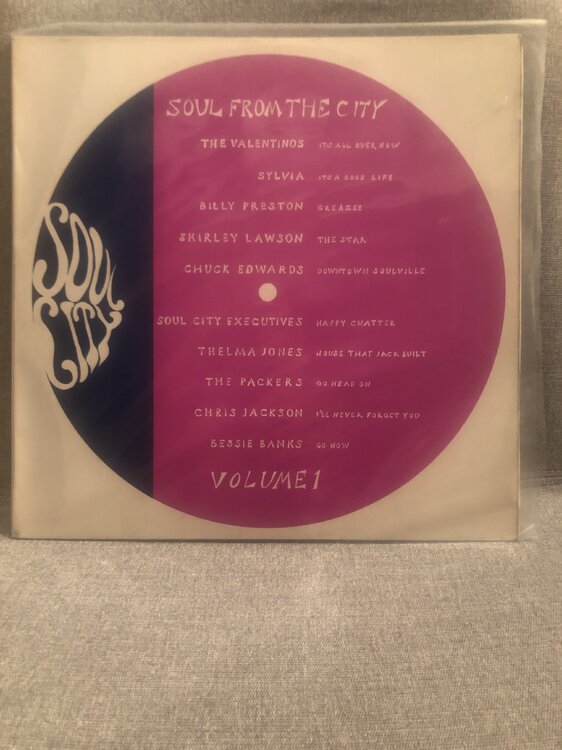 SOUL FROM THE CITY
THE VALENTINOS ITS ALL OVER NOW
SYLVIA ITS A GOOD LIFE
BILLY PRESTON GREAZEE
SHIRLEY LAWSON THE STAR
CHUCK EDWARDS DOWNTOWN SOULVILLE
SOUL CITY
SOUL CITY EXECUTIVES HAPPY CHATTER
THELMA JONES HOUSE THAT JACK BUILT
THE PACKERS GO HEAD ON
CHRIS JACKSON I'LL NEVER FORGET YOU
BESSIE BANKS GO NOW
VOLUME 1